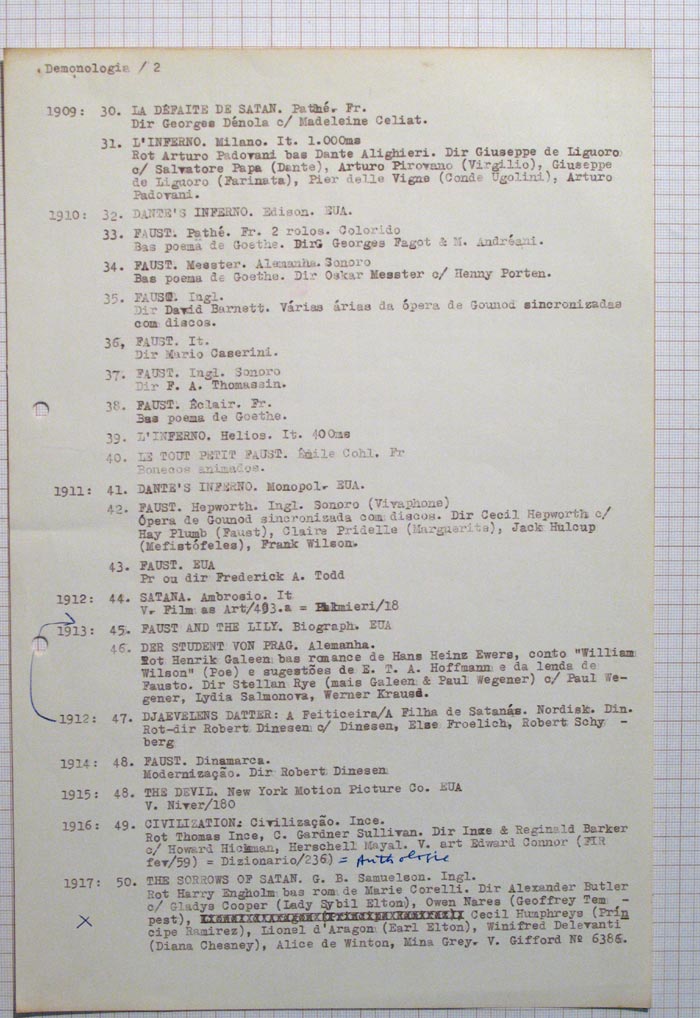 Demonologia / 2
1909: 30. LA DÉFAITE DE SATAN. Pathé. Fr.
Dir Georges Dénola c/ Madeleine Celiat.
31. L'INFERNO. Milano. It. 1.000ms
Rot Arturo Padovani bas Dante Alighieri. Dir Giuseppe de Liguoro
c/ Salvatore Papa (Dante), Arturo Pirovano (Virgilio), Giuseppe
de Liguoro (Farinata), Pier delle Vigne (Conde Ugolini), Arturo
Padovani.
1910: 32. DANTE'S INFERNO. Edison. EUA.
33. FAUST. Pathé. Fr. 2 rolos. Colorido
Bas poema de Goethe. Dir. Georges Fagot & M. Andréani.
34. FAUST. Messter. Alemanha. Sonoro
Bas poema de Goethe. Dir Oskar Messter c/ Henny Porten.
35. FAUST. Ingl.
Dir David Barnett. Várias árias da ópera de Gounod sincronizadas
com discos.
36, FAUST. It.
Dir Mario Caserini.
37. FAUST. Ingl. Sonoro
Dir F. A. Thomassin.
38. FAUST. Éclair. Fr.
Bas poema de Goethe.
39. L'INFERNO. Helios. It. 400ms
40. LE TOUT PETIT FAUST. Émile Cohl. Fr
Bonecos animados.
1911: 41. DANTE'S INFERNO. Monopol. EUA.
42. FAUST. Hepworth. Ingl. Sonoro (Vivaphone)
Ópera de Gounod sincronizada com discos. Dir Cecil Hepworth c/
Hay Plumb (Faust), Claire Pridelle (Marguerite), Jack Hulcup
(Mefistófeles), Frank Wilson.
43. FAUST. EUA
Pr ou dir Frederick A. Todd
1912: 44. SATANA. Ambrosio. It
V. Film as Art/493.a = Palmieri/18
1913: 45. FAUST AND THE LILY. Biograph. EUA
46. DER STUDENT VON PRAG. Alemanha.
Rot Henrik Galeen bas romance de Hans Heinz Ewers, conto "William
Wilson" (Poe) e sugestões de E. T. A. Hoffmann e da lenda de
Fausto. Dir Stellan Rye (mais Galeen & Paul Wegener) c/ Paul We-
gener, Lydia Salmonova, Werner Krauss.
1912: 47. DJAEVELENS DATTER: A Feiticeira/A Filha de Satanás. Nordisk. Din.
Rot-dir Robert Dinesen c/ Dinesen, Else Froelich, Robert Schy -
berg
1914: 48. FAUST. Dinamarca.
Modernização. Dir Robert Dinesen
1915: 48. THE DEVIL. New York Motion Picture Co. EUA
V. Niver/180
1916: 49. CIVILIZATION: Civilização. Ince.
Rot Thomas Ince, C. Gardner Sullivan. Dir Ince & Reginald Barker
c/ Howard Hickman, Herschell Mayal. V. art Edward Connor (FIR
fev/59) = Dizionario/236) = Anthologie
1917: 50. THE SORROWS OF SATAN. G. B. Samuelson. Ingl.
Rot Harry Engholm bas rom de Marie Corelli. Dir Alexander Butler
c/ Gladys Cooper (Lady Sybil Elton), Owen Nares (Geoffrey Tem -
pest), Cecil Humphreys (Prín
X cipe Ramirez), Lionel d'Aragon (Earl Elton), Winifred Delevanti
(Diana Chesney), Alice de Winton, Mina Grey. V. Gifford Nº 6386.